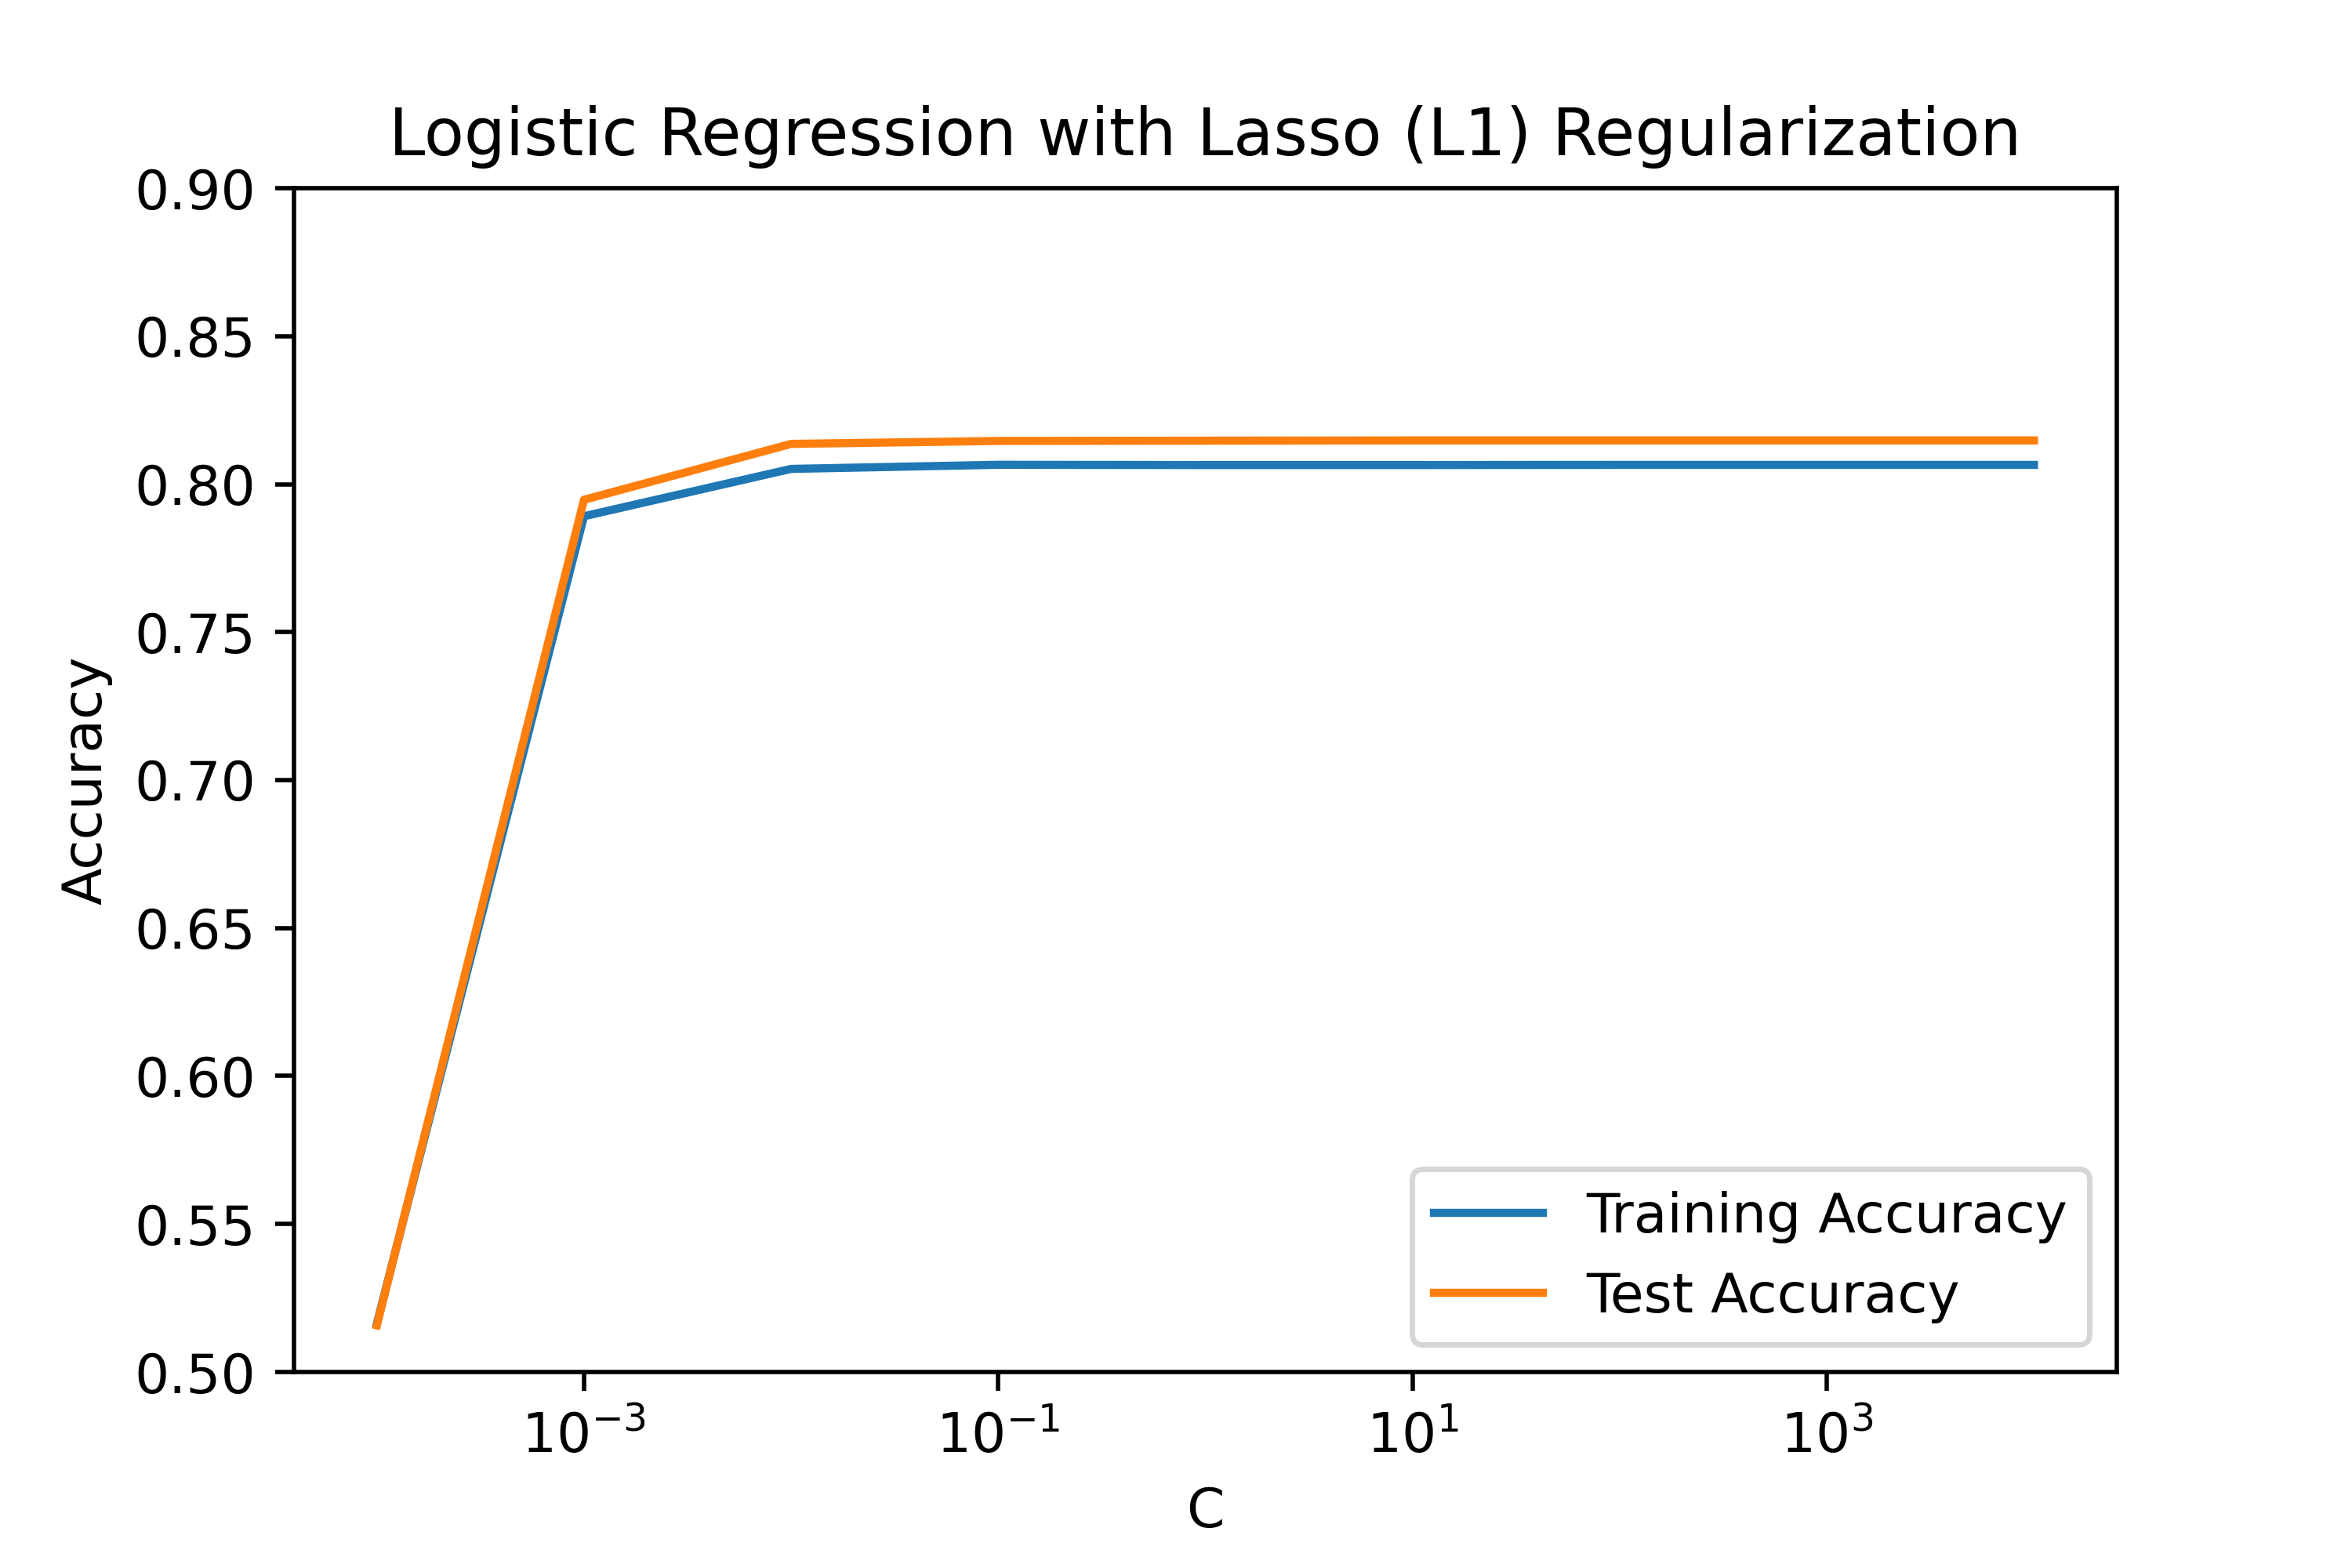 Logistic Regression with Lasso (L1) Regularization
0.90
0.85
0.80
0.75
0.70
0.65
0.60
0.55
0.50
Accuracy
Training Accuracy
Test Accuracy
10⁻³ 10⁻¹ 10¹ 10³
C